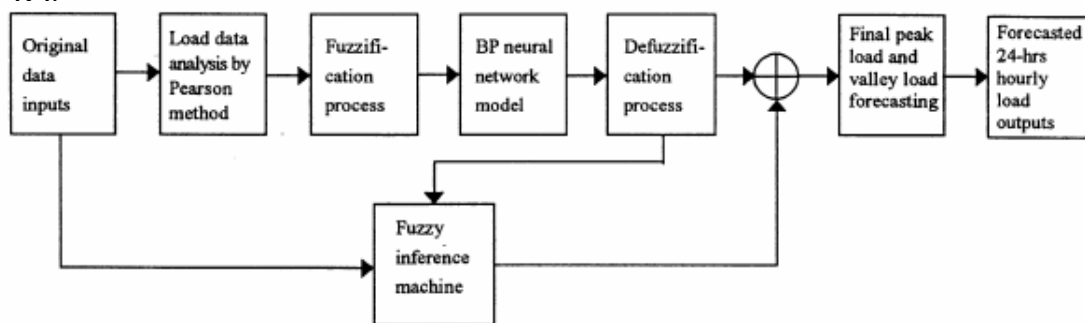 Original
data
inputs
Load data
analysis by
Pearson
method
Fuzzifi-
cation
process
BP neural
network
model
Defuzzifi-
cation
process
Final peak
load and
valley load
forecasting
Forecasted
24-hrs
hourly
load
outputs
Fuzzy
inference
machine